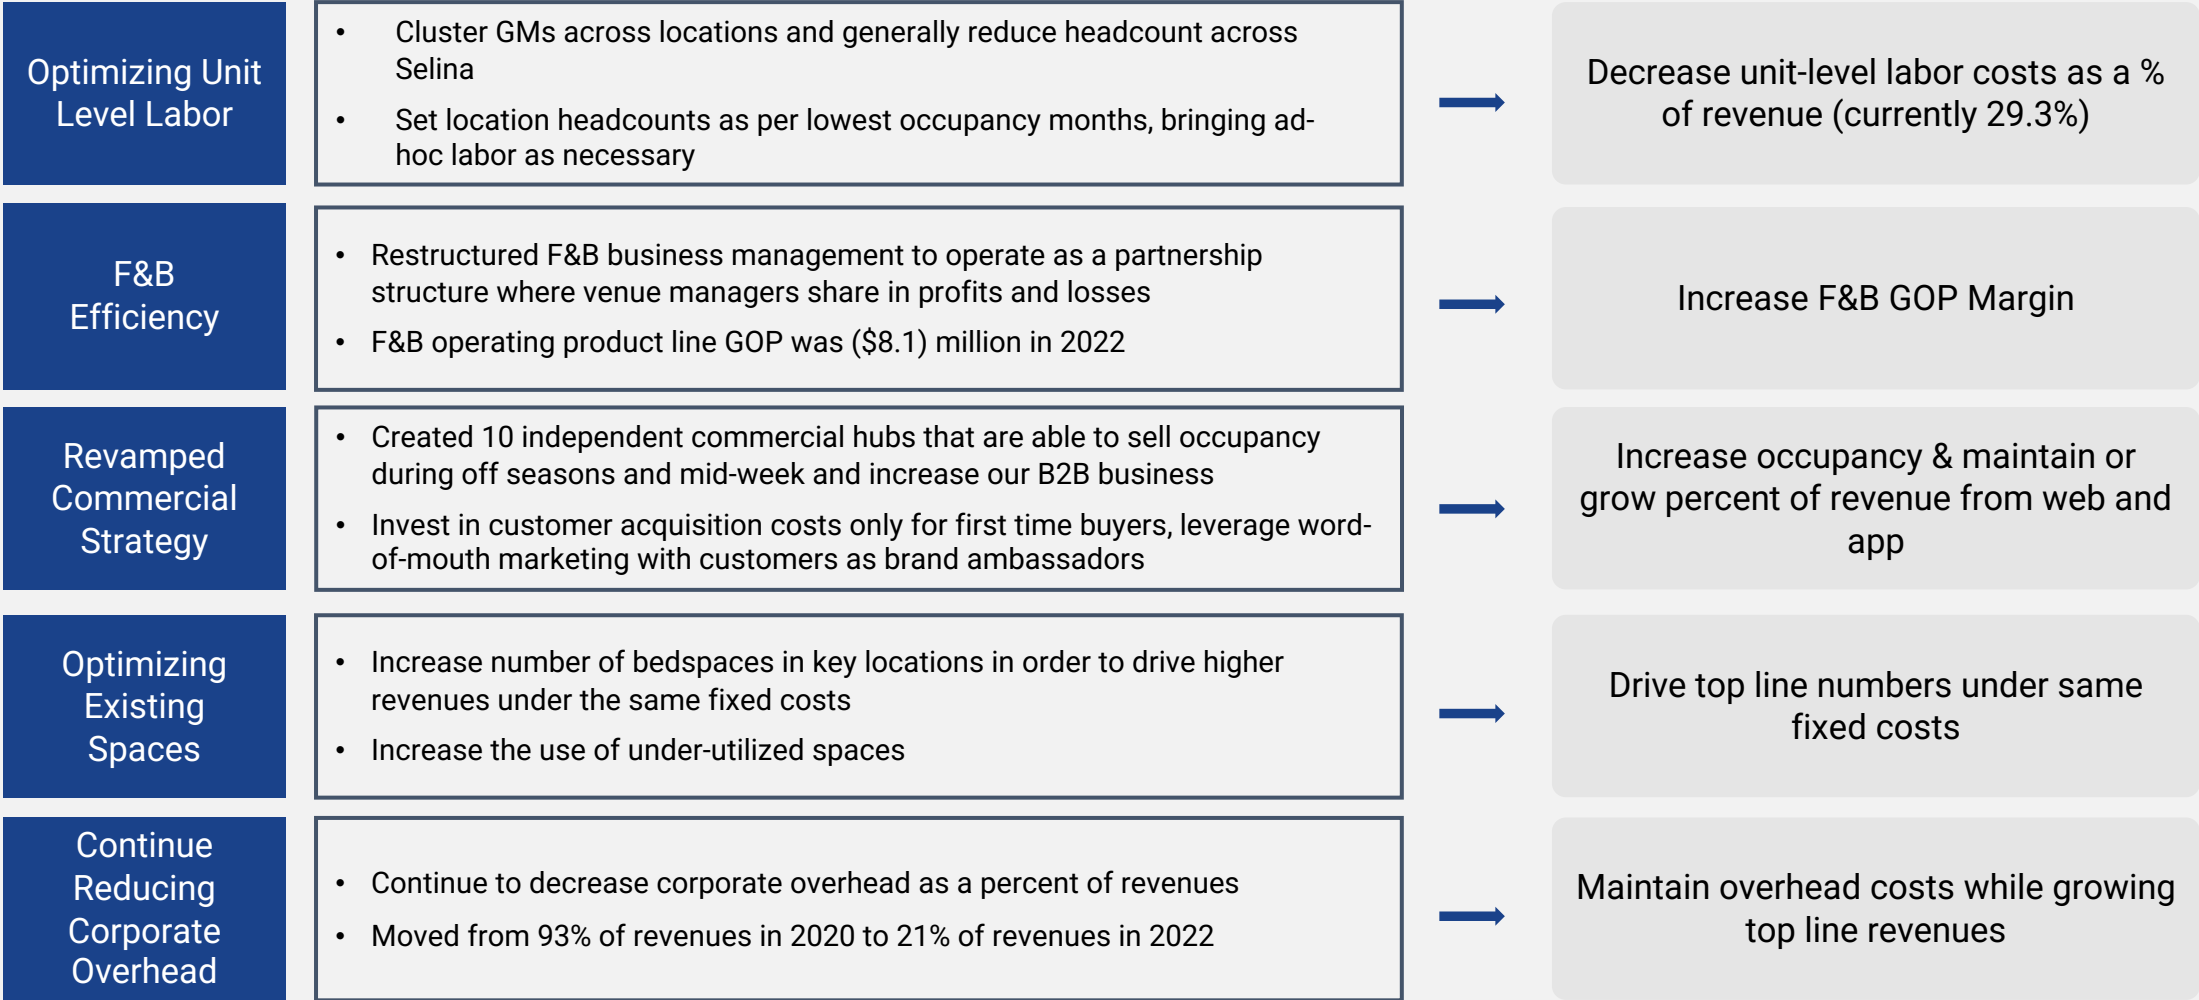 Optimizing Unit
Level Labor
• Cluster GMs across locations and generally reduce headcount across
Selina
• Set location headcounts as per lowest occupancy months, bringing ad-
hoc labor as necessary
Decrease unit-level labor costs as a %
of revenue (currently 29.3%)
F&B
Efficiency
• Restructured F&B business management to operate as a partnership
structure where venue managers share in profits and losses
• F&B operating product line GOP was ($8.1) million in 2022
Increase F&B GOP Margin
Revamped
Commercial
Strategy
• Created 10 independent commercial hubs that are able to sell occupancy
during off seasons and mid-week and increase our B2B business
• Invest in customer acquisition costs only for first time buyers, leverage word-
of-mouth marketing with customers as brand ambassadors
Increase occupancy & maintain or
grow percent of revenue from web and
app
Optimizing
Existing
Spaces
• Increase number of bedspaces in key locations in order to drive higher
revenues under the same fixed costs
• Increase the use of under-utilized spaces
Drive top line numbers under same
fixed costs
Continue
Reducing
Corporate
Overhead
• Continue to decrease corporate overhead as a percent of revenues
• Moved from 93% of revenues in 2020 to 21% of revenues in 2022
Maintain overhead costs while growing
top line revenues